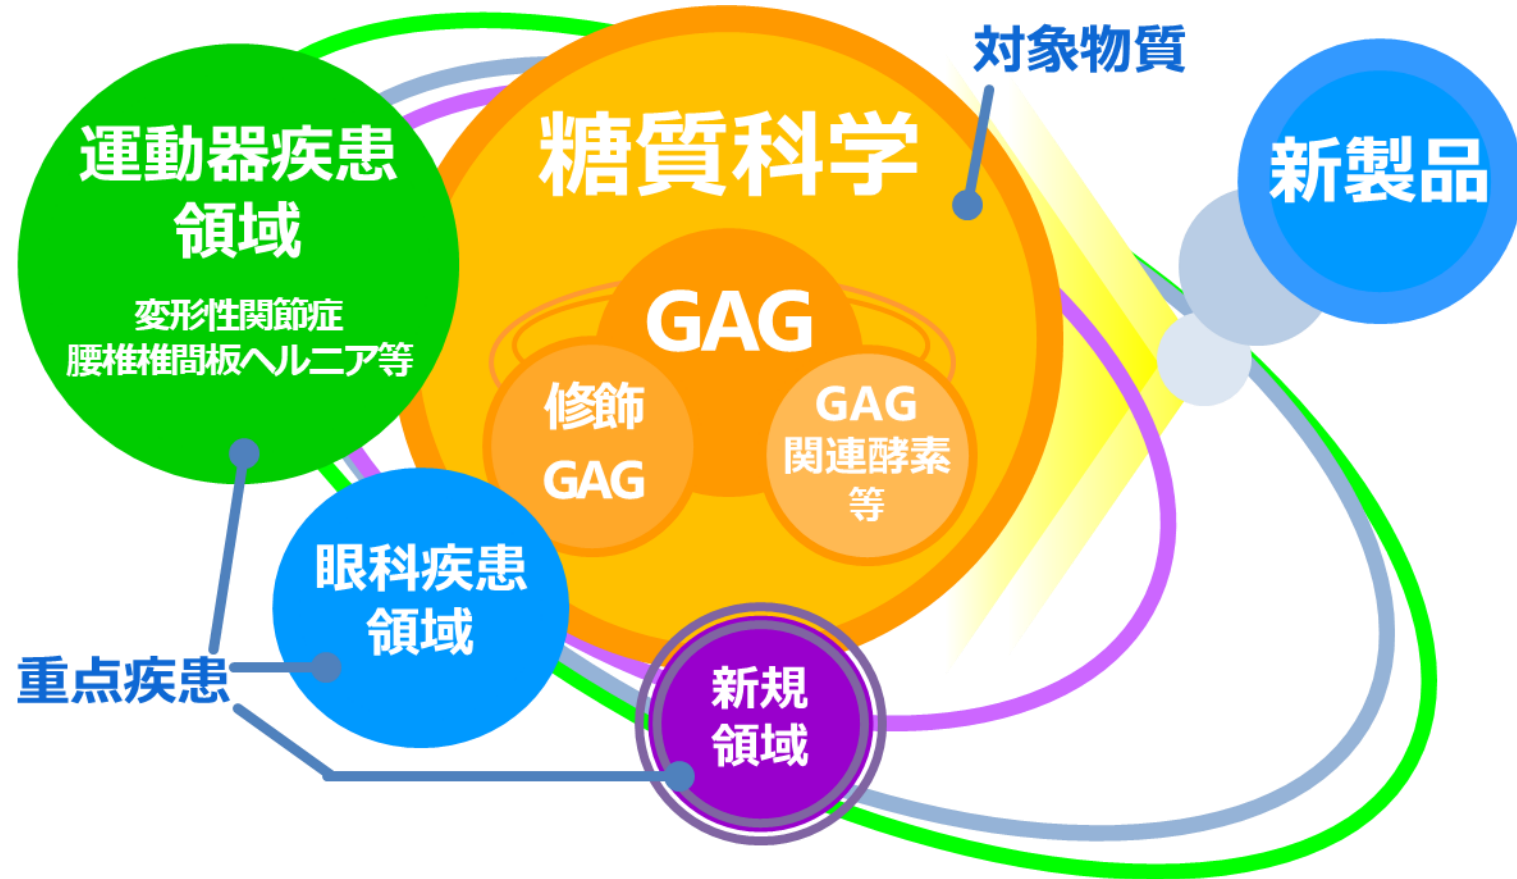 対象物質
糖質科学
新製品
運動器疾患
領域
変形性関節症
腰椎椎間板ヘルニア等
GAG
修飾
GAG
GAG
関連酵素
等
眼科疾患
領域
重点疾患
新規
領域